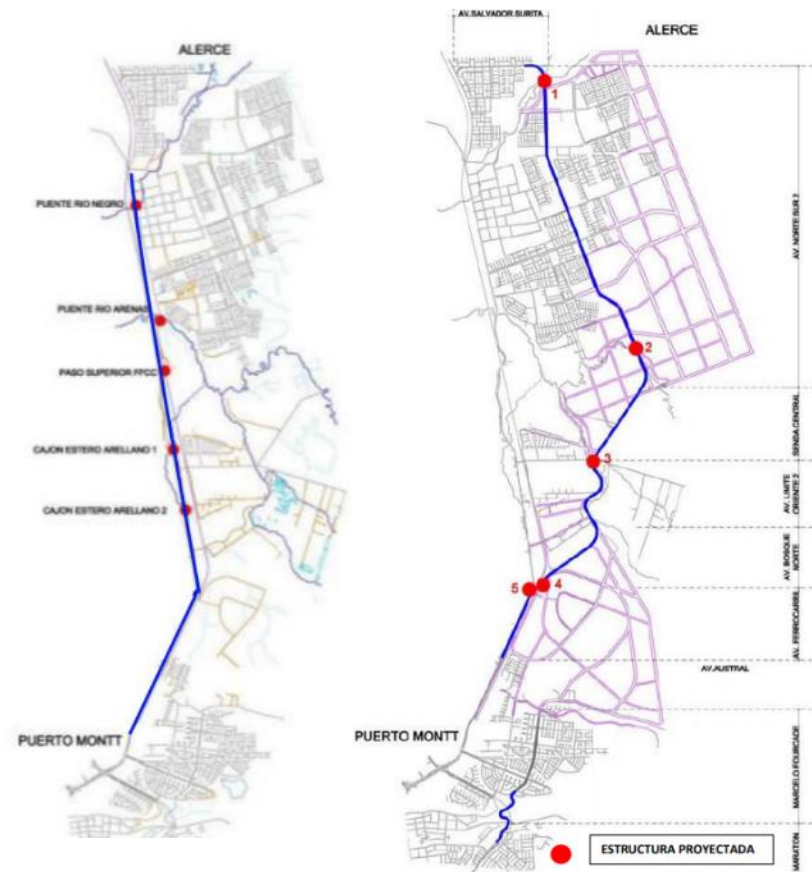 ALERCE
PUENTE RIO NEGRO
PUENTE RIO ARENAS
PASO SUPERIOR FFCC
CAJON ESTERO ARELLANO 1
CAJON ESTERO ARELLANO 2
PUERTO MONTT
AV.SALVADOR SURITA
ALERCE
1
2
3
4
5
AV. NORTE SUR 2
SENDA CENTRAL
AV. LIMITE
ORIENTE 2
AV. BOSQUE
NORTE
AV. FERROCARRIL
AV.AUSTRAL
PUERTO MONTT
MARCELO FOURCADE
MARATON
ESTRUCTURA PROYECTADA